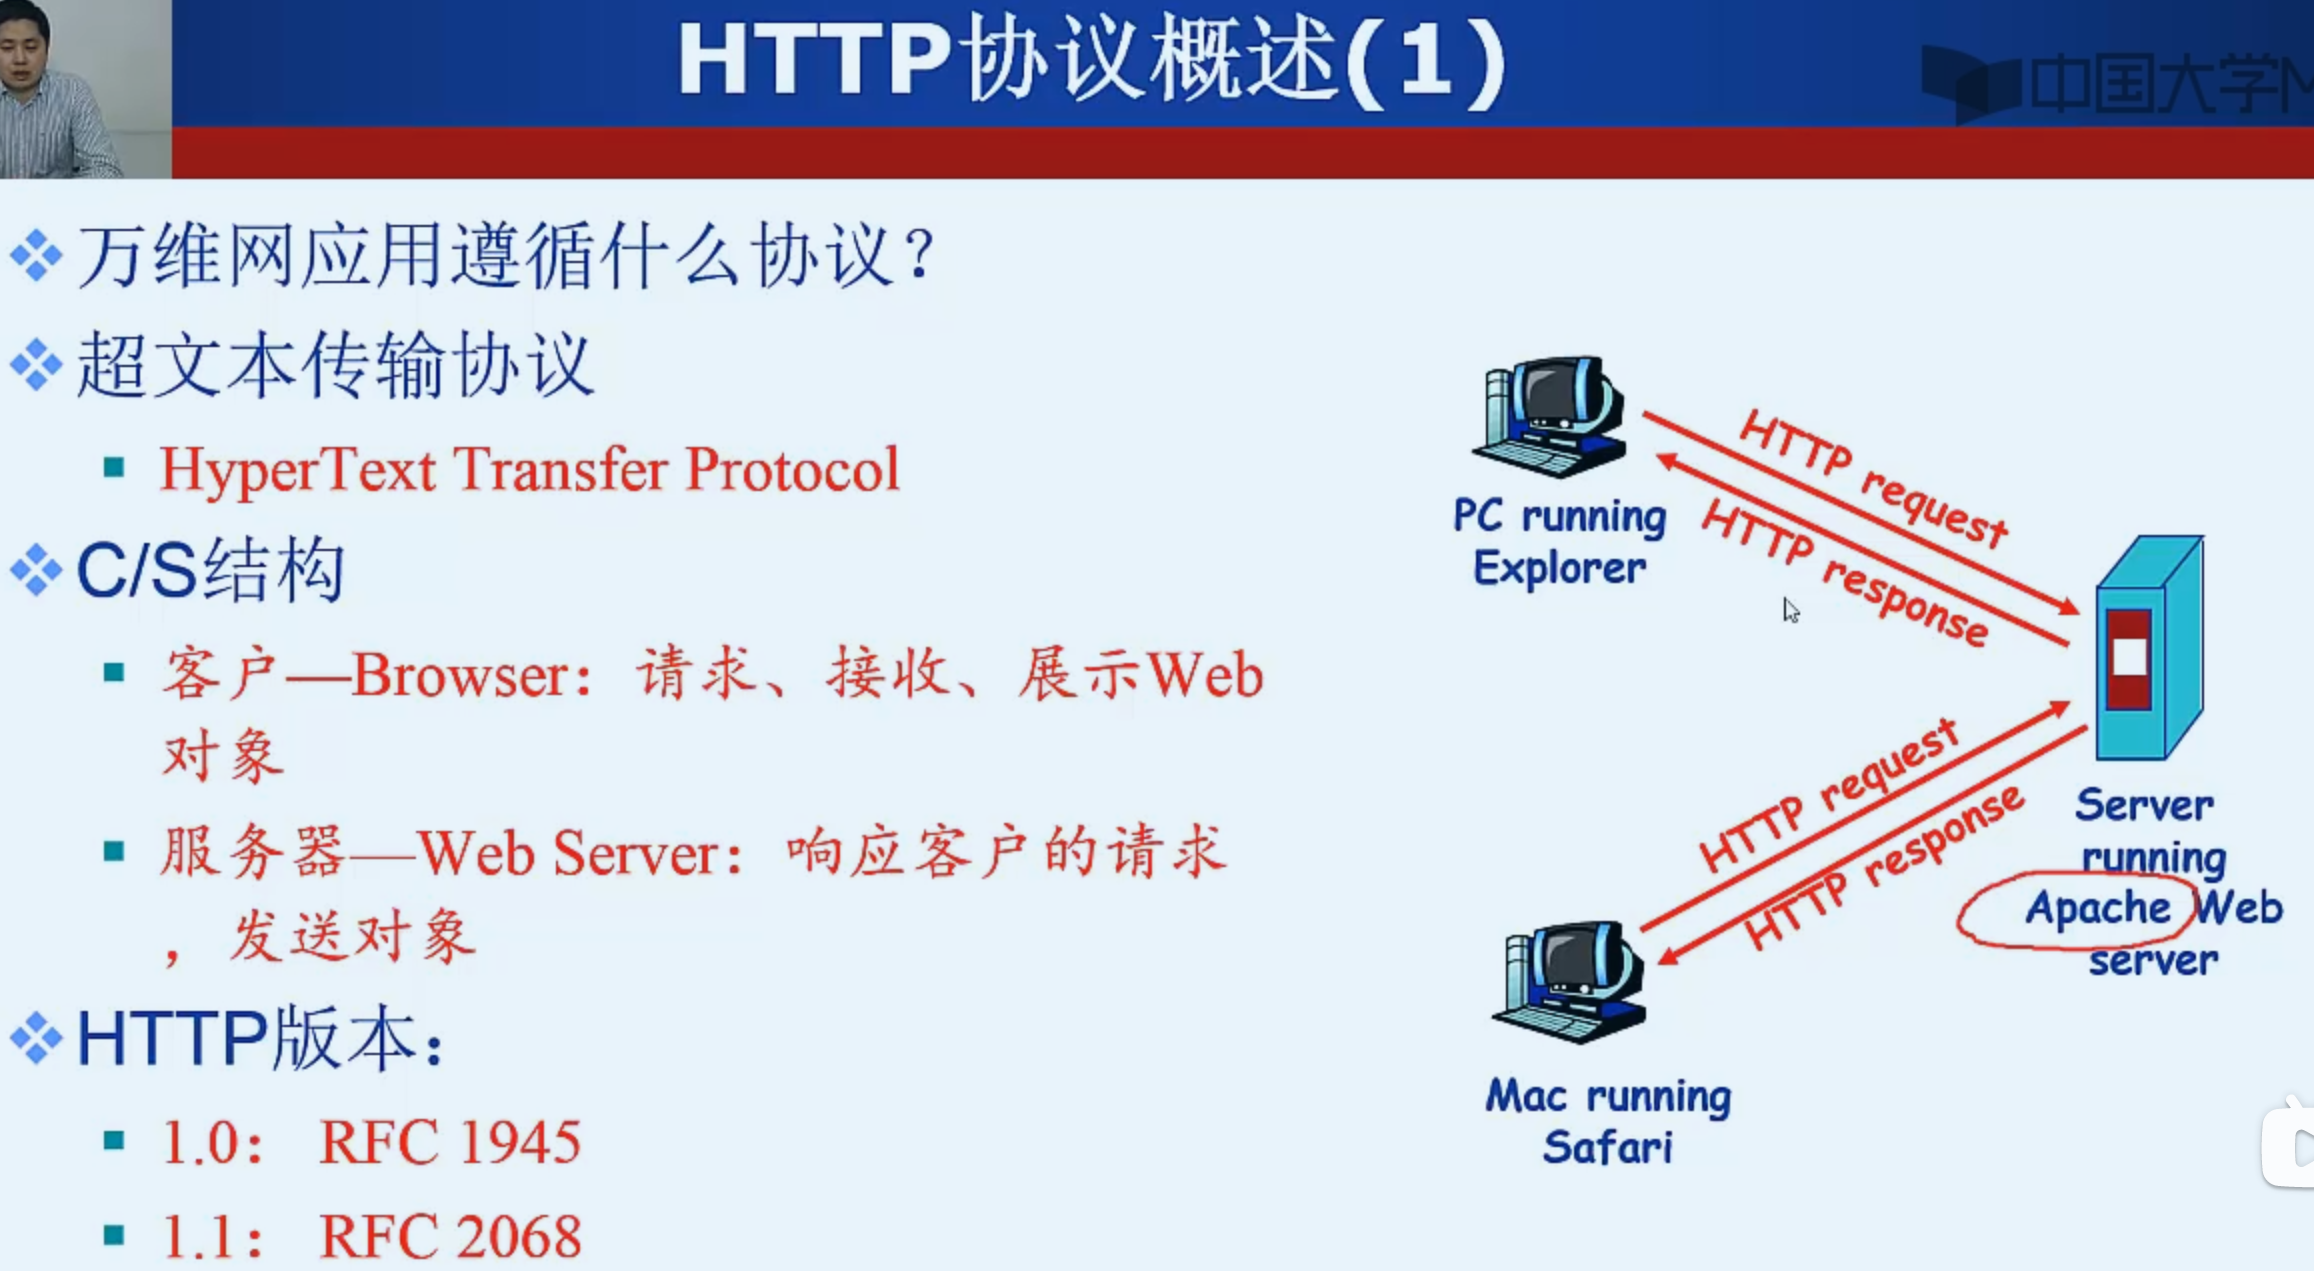 HTTP协议概述(1)
中国大学M
万维网应用遵循什么协议？
超文本传输协议
HyperText Transfer Protocol
C/S结构
客户—Browser：请求、接收、展示Web
对象
服务器—Web Server：响应客户的请求
，发送对象
HTTP版本：
1.0： RFC 1945
1.1： RFC 2068
HTTP request
HTTP response
PC running
Explorer
HTTP request
HTTP response
Server
running
Apache Web
server
Mac running
Safari